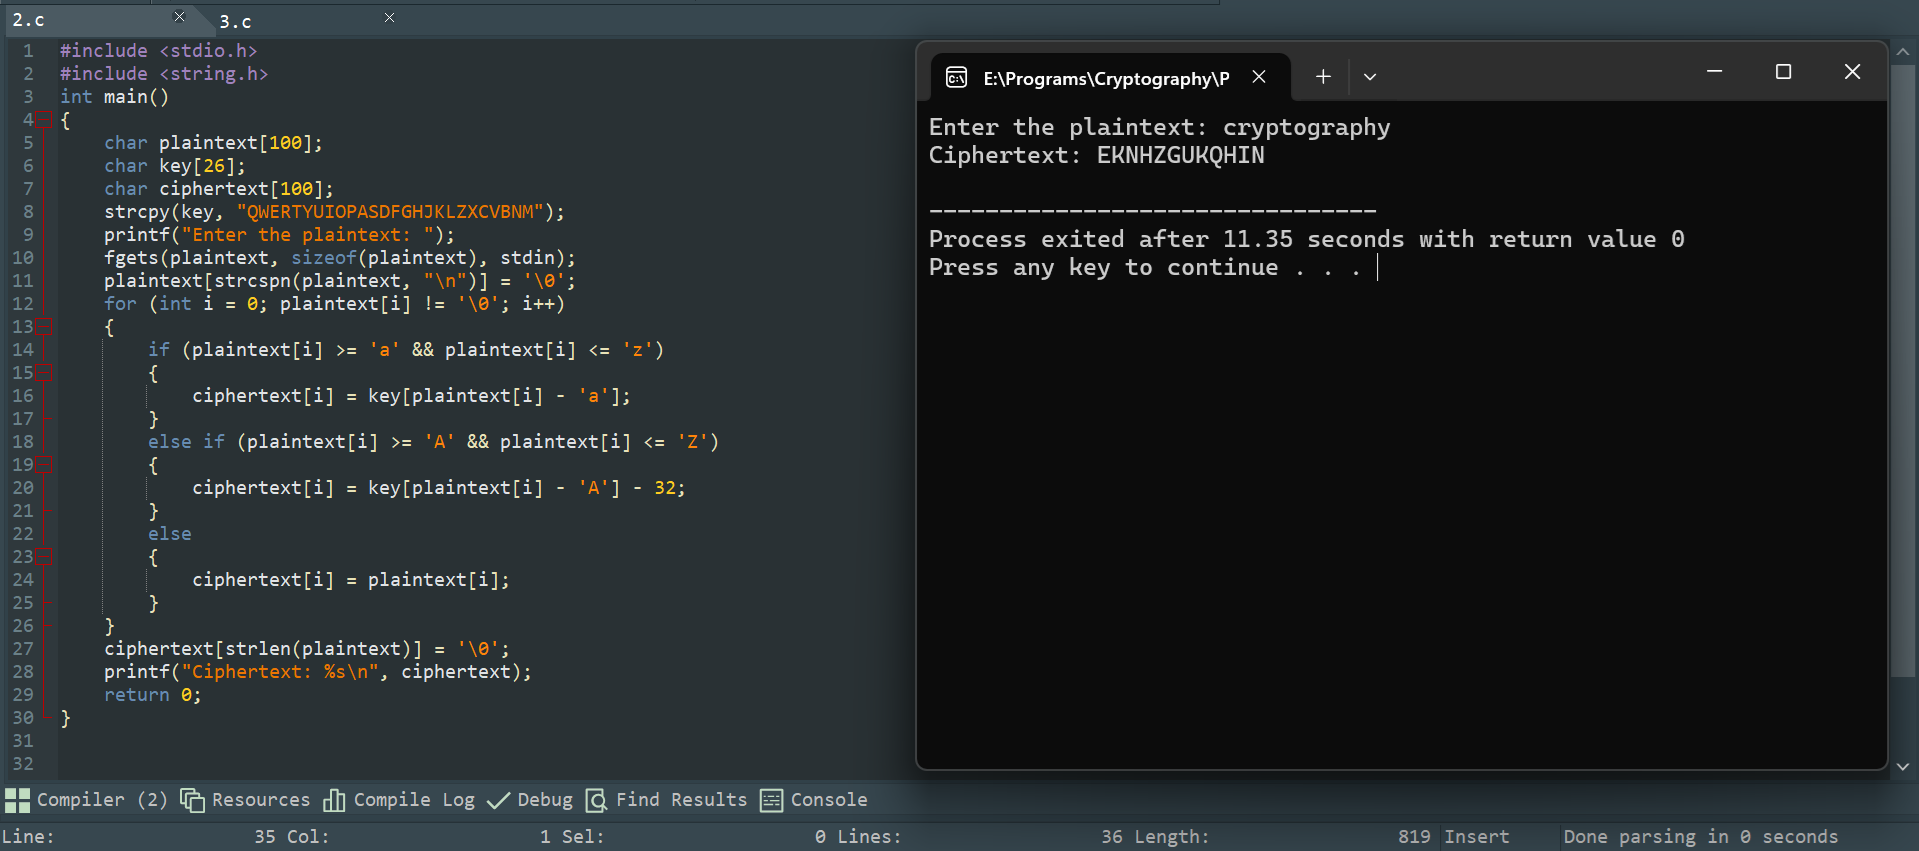 2.c
3.c
1 #include <stdio.h>
2 #include <string.h>
3 int main()
4 {
5 char plaintext[100];
6 char key[26];
7 char ciphertext[100];
8 strcpy(key, "QWERTYUIOPASDFGHJKLZXCVBNM");
9 printf("Enter the plaintext: ");
10 fgets(plaintext, sizeof(plaintext), stdin);
11 plaintext[strcspn(plaintext, "\n")] = '\0';
12 for (int i = 0; plaintext[i] != '\0'; i++)
13 {
14 if (plaintext[i] >= 'a' && plaintext[i] <= 'z')
15 {
16 ciphertext[i] = key[plaintext[i] - 'a'];
17 }
18 else if (plaintext[i] >= 'A' && plaintext[i] <= 'Z')
19 {
20 ciphertext[i] = key[plaintext[i] - 'A'] - 32;
21 }
22 else
23 {
24 ciphertext[i] = plaintext[i];
25 }
26 }
27 ciphertext[strlen(plaintext)] = '\0';
28 printf("Ciphertext: %s\n", ciphertext);
29 return 0;
30 }
31
32
E:\Programs\Cryptography\P
Enter the plaintext: cryptography
Ciphertext: EKNHZGUKQHIN
--------------------------------
Process exited after 11.35 seconds with return value 0
Press any key to continue . . .
Compiler (2) Resources Compile Log Debug Find Results Console
Line: 35 Col: 1 Sel: 0 Lines: 36 Length: 819 Insert Done parsing in 0 seconds